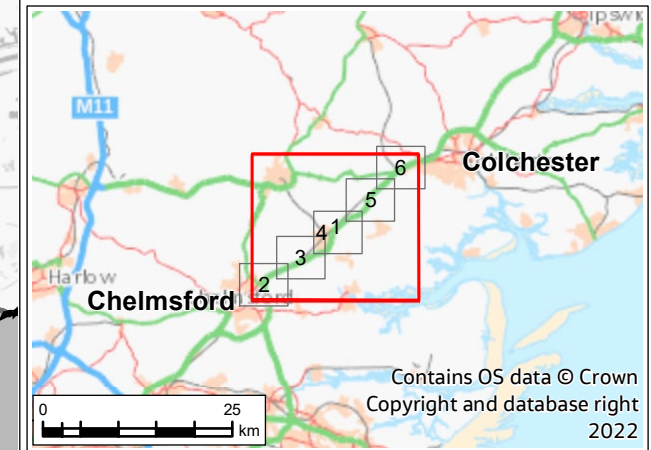 M11
Colchester
6
5
4 1
3
2
Harlow
Chelmsford
Contains OS data © Crown
Copyright and database right
2022
0 25
km